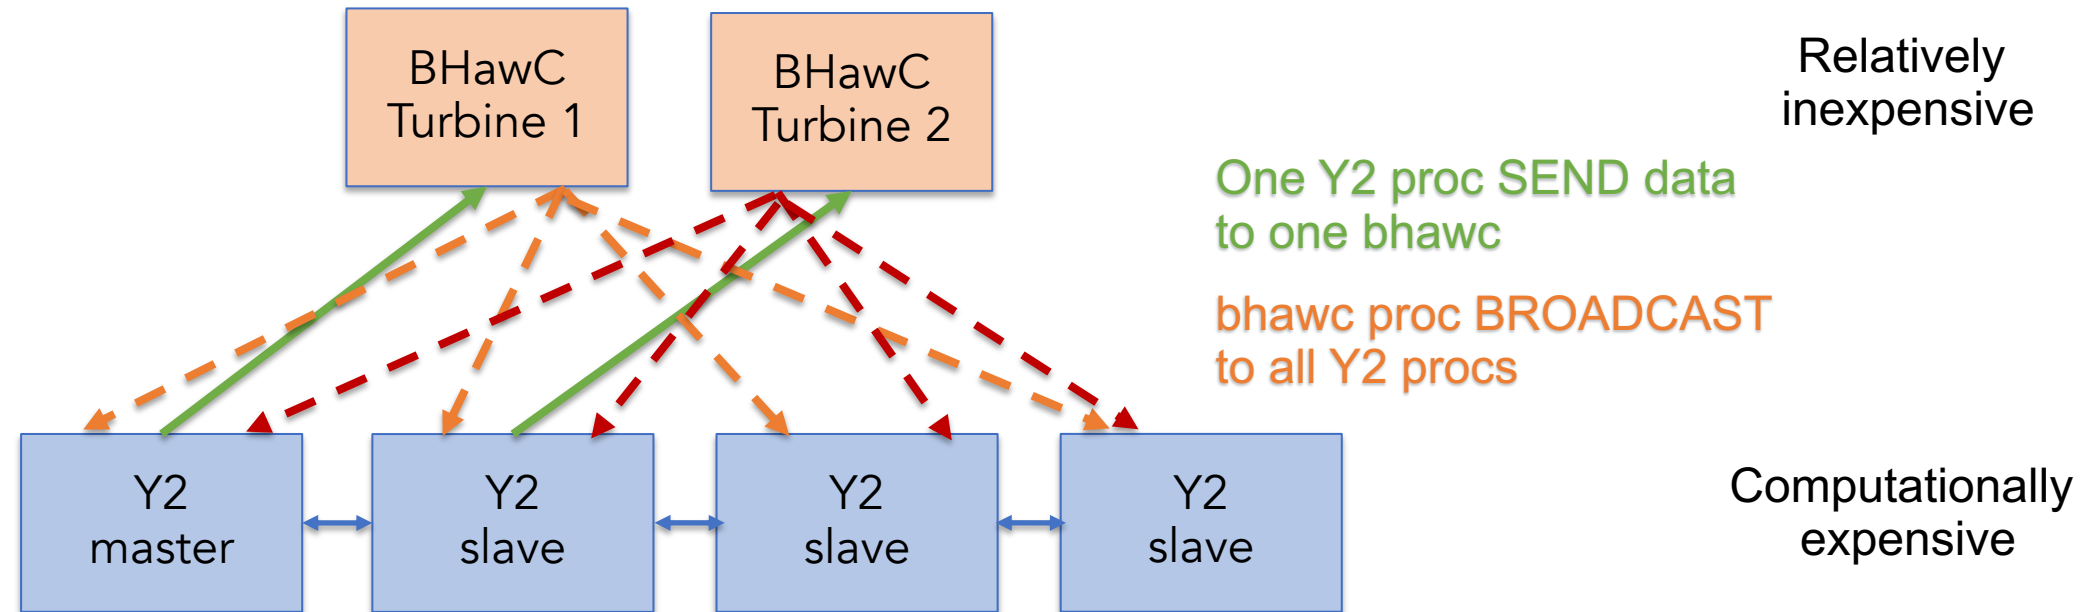 BHawC
Turbine 1
BHawC
Turbine 2
Relatively
inexpensive
One Y2 proc SEND data
to one bhawc
bhawc proc BROADCAST
to all Y2 procs
Y2
master
Y2
slave
Y2
slave
Y2
slave
Computationally
expensive